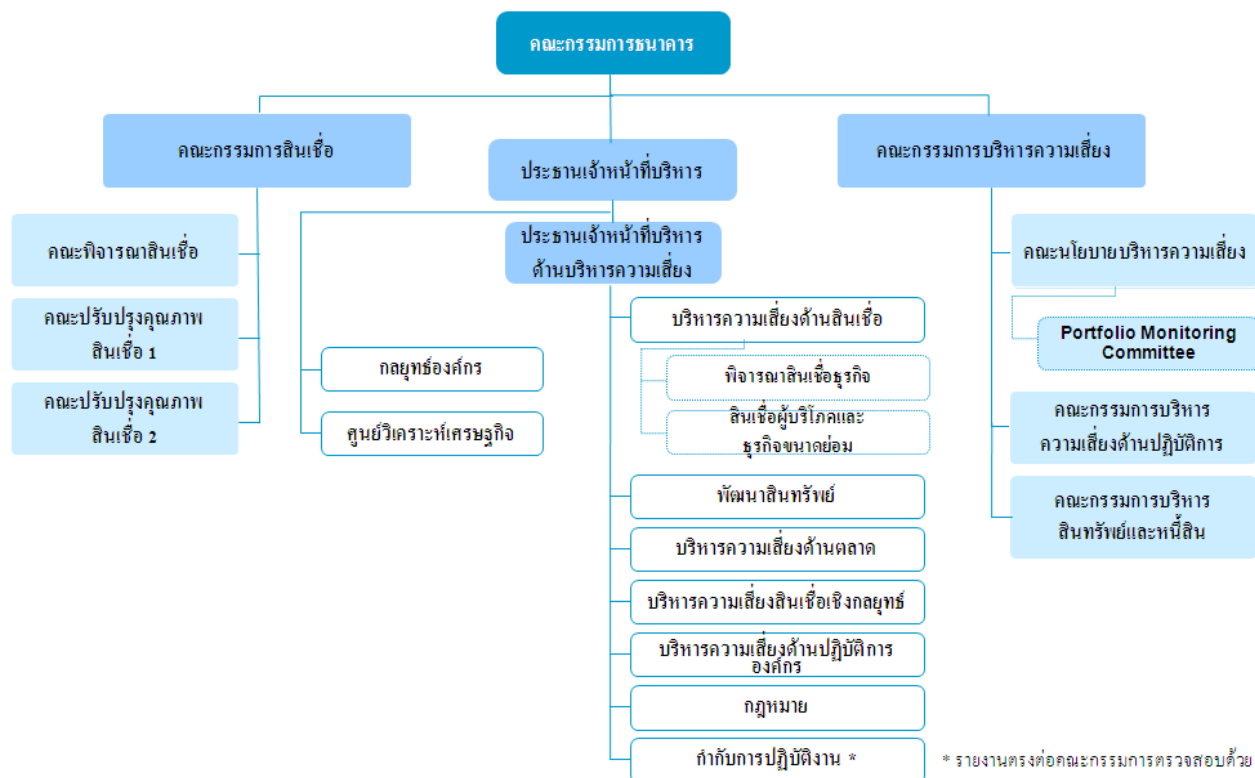 คณะกรรมการธนาคาร
คณะกรรมการสินเชื่อ
ประธานเจ้าหน้าที่บริหาร
คณะกรรมการบริหารความเสี่ยง
คณะพิจารณาสินเชื่อ
คณะปรับปรุงคุณภาพ
สินเชื่อ 1
คณะปรับปรุงคุณภาพ
สินเชื่อ 2
ประธานเจ้าหน้าที่บริหาร
ด้านบริหารความเสี่ยง
กลยุทธ์องค์กร
ศูนย์วิเคราะห์เศรษฐกิจ
บริหารความเสี่ยงด้านสินเชื่อ
พิจารณาสินเชื่อธุรกิจ
สินเชื่อผู้บริโภคและ
ธุรกิจขนาดย่อม
พัฒนาสินทรัพย์
บริหารความเสี่ยงด้านตลาด
บริหารความเสี่ยงสินเชื่อเชิงกลยุทธ์
บริหารความเสี่ยงด้านปฏิบัติการ
องค์กร
กฎหมาย
กำกับการปฏิบัติงาน *
คณะนโยบายบริหารความเสี่ยง
Portfolio Monitoring
Committee
คณะกรรมการบริหาร
ความเสี่ยงด้านปฏิบัติการ
คณะกรรมการบริหาร
สินทรัพย์และหนี้สิน
* รายงานตรงต่อคณะกรรมการตรวจสอบด้วย